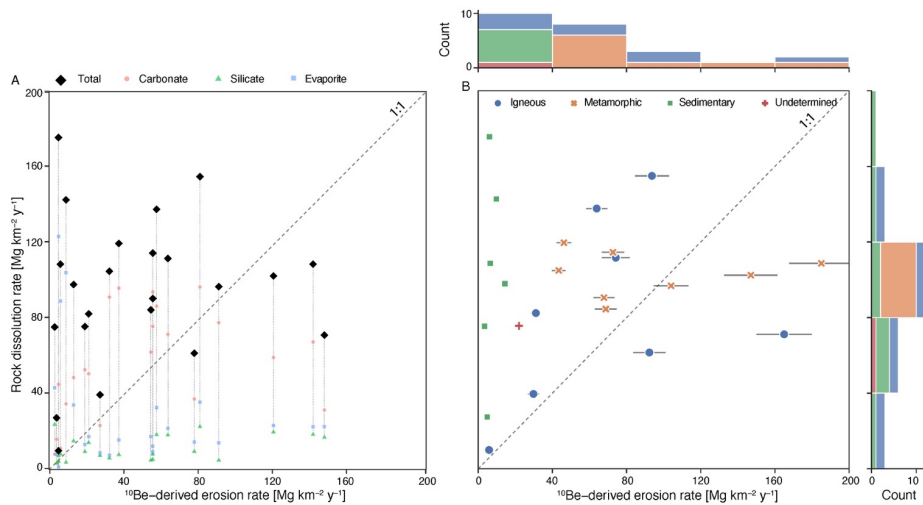 10
Count
0
A
Total
Carbonate
Silicate
Evaporite
200
160
120
80
40
0
Rock dissolution rate [Mg km⁻² y⁻¹]
1:1
0
40
80
120
160
200
¹⁰Be–derived erosion rate [Mg km⁻² y⁻¹]
B
Igneous
Metamorphic
Sedimentary
Undetermined
1:1
0
40
80
120
160
200
¹⁰Be–derived erosion rate [Mg km⁻² y⁻¹]
0
10
Count